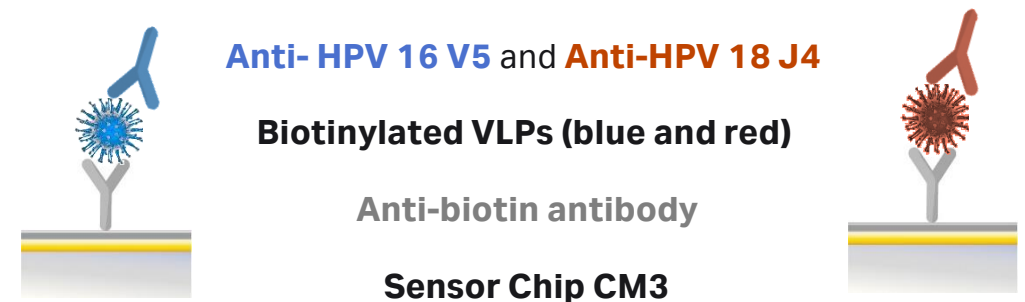 Anti- HPV 16 V5 and Anti-HPV 18 J4
Biotinylated VLPs (blue and red)
Anti-biotin antibody
Sensor Chip CM3